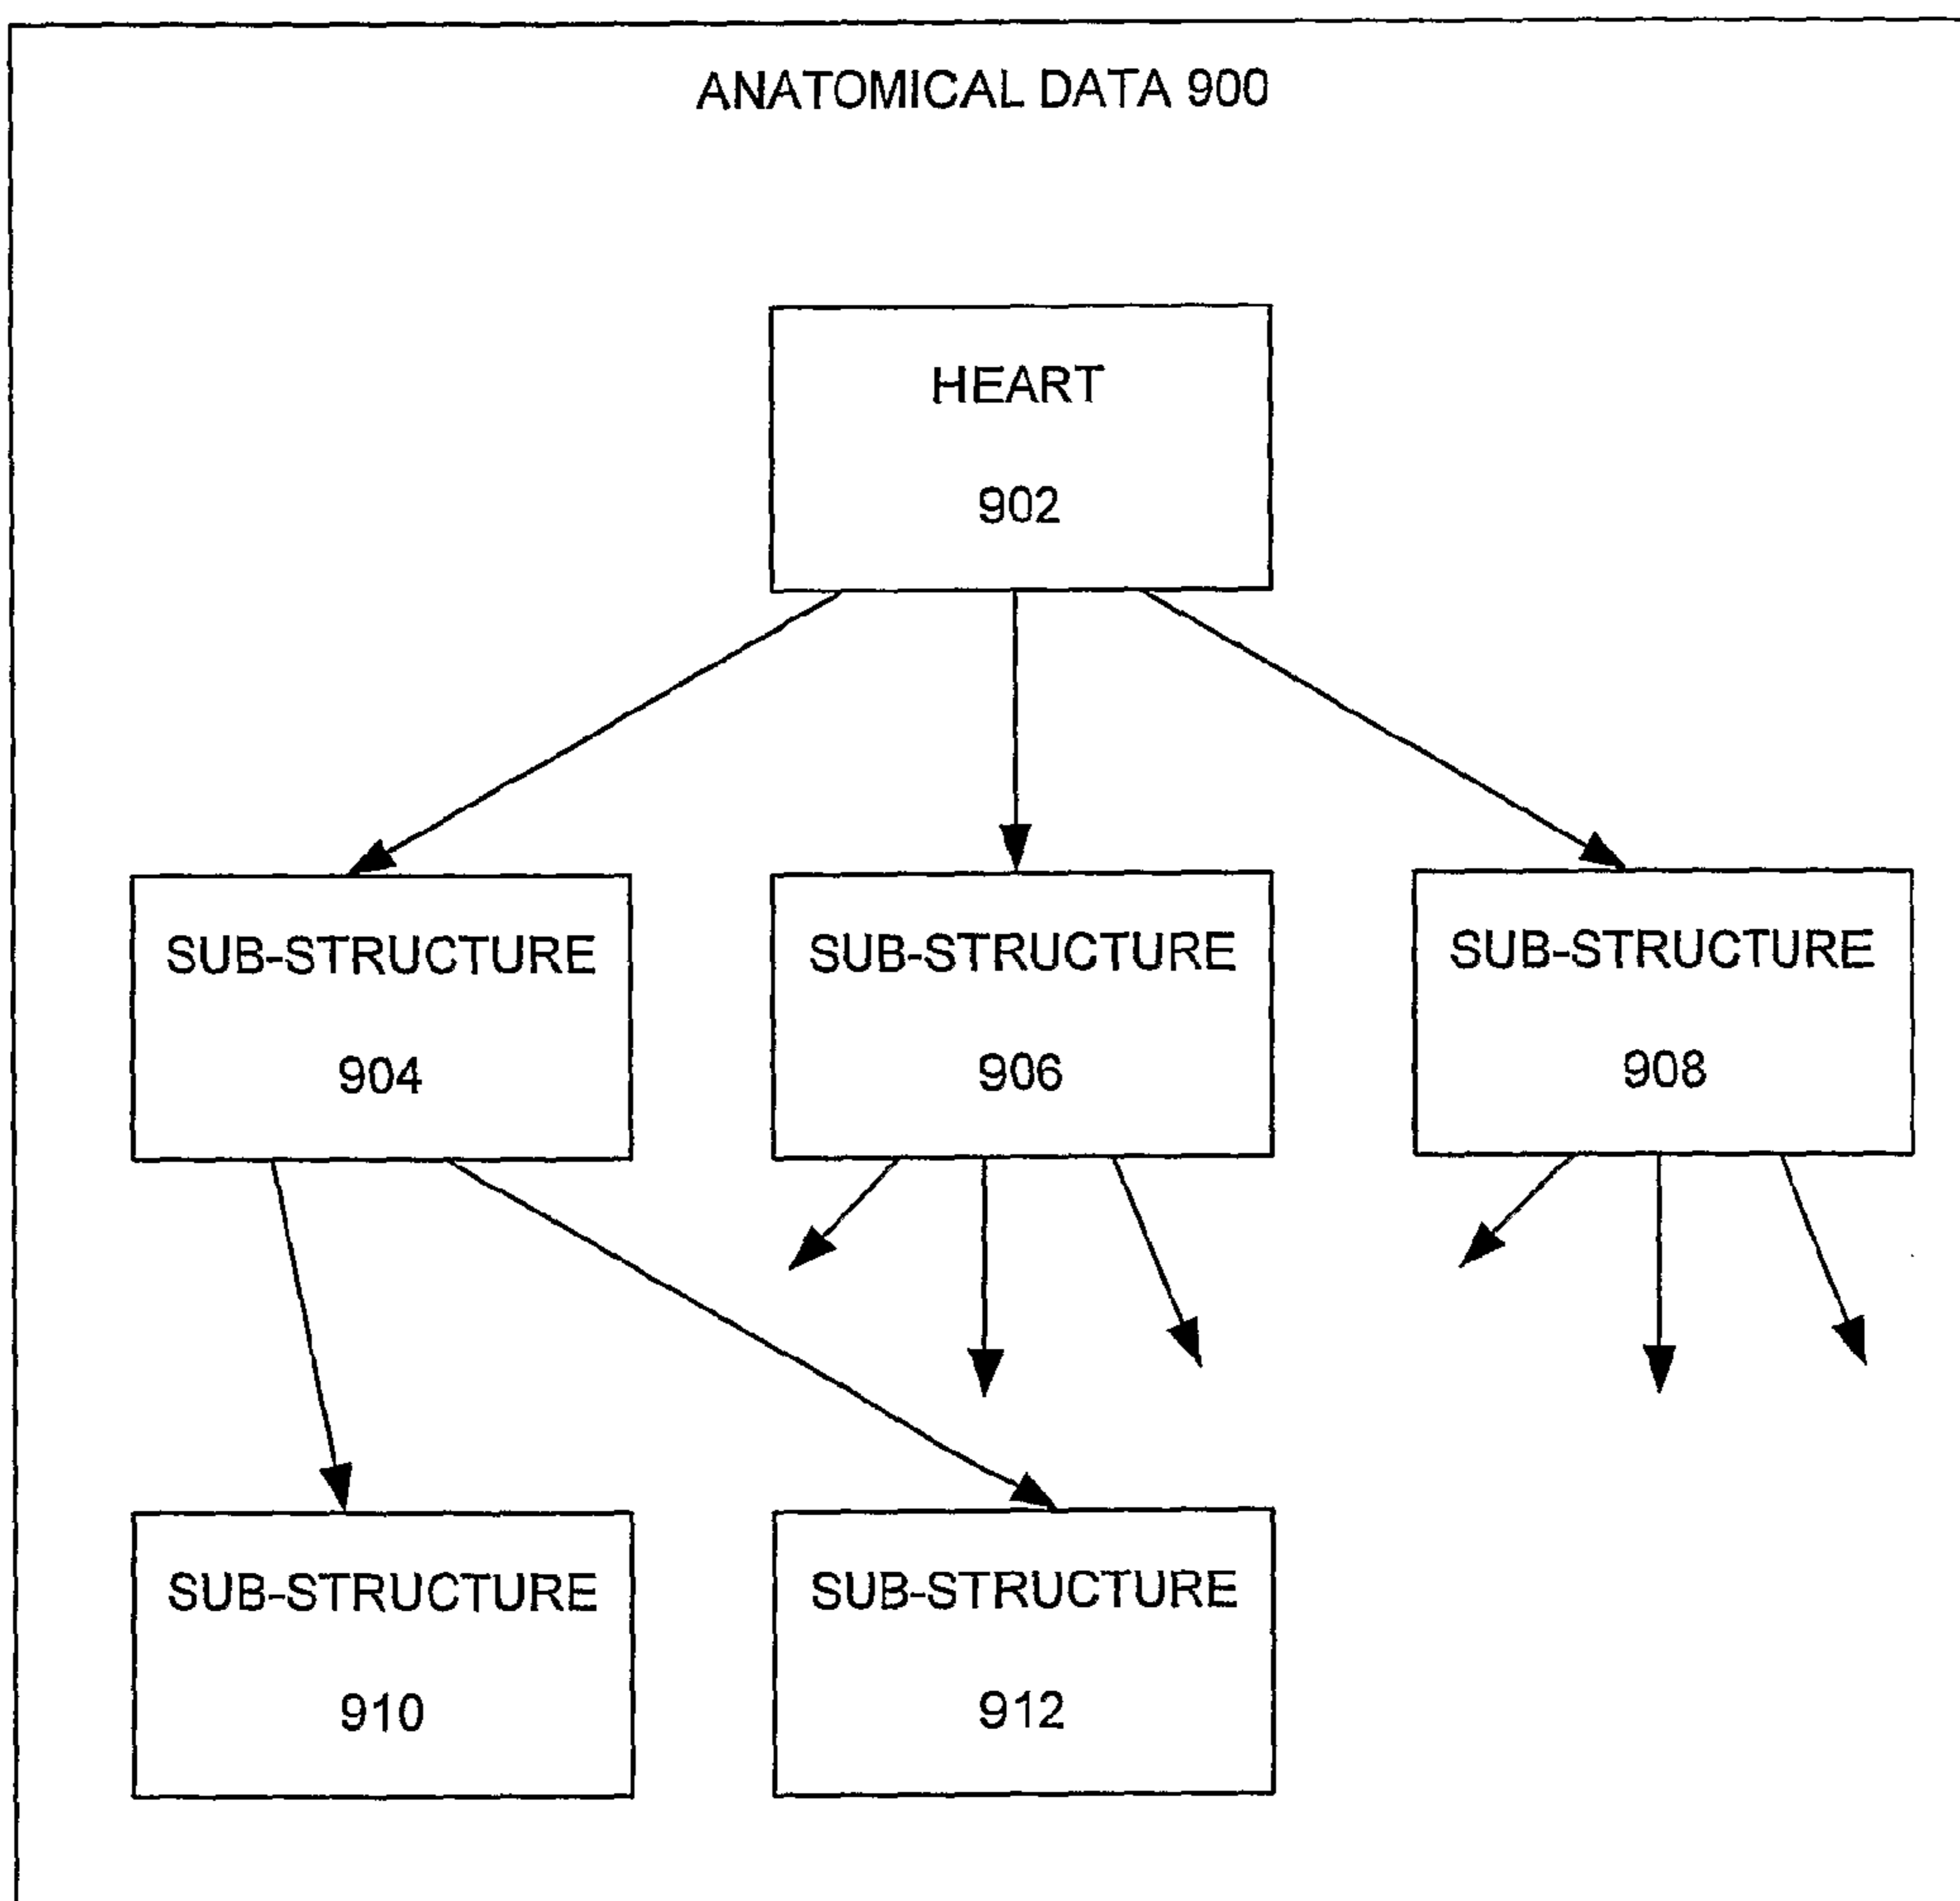 ANATOMICAL DATA 900
HEART
902
SUB-STRUCTURE
904
SUB-STRUCTURE
906
SUB-STRUCTURE
908
SUB-STRUCTURE
910
SUB-STRUCTURE
912